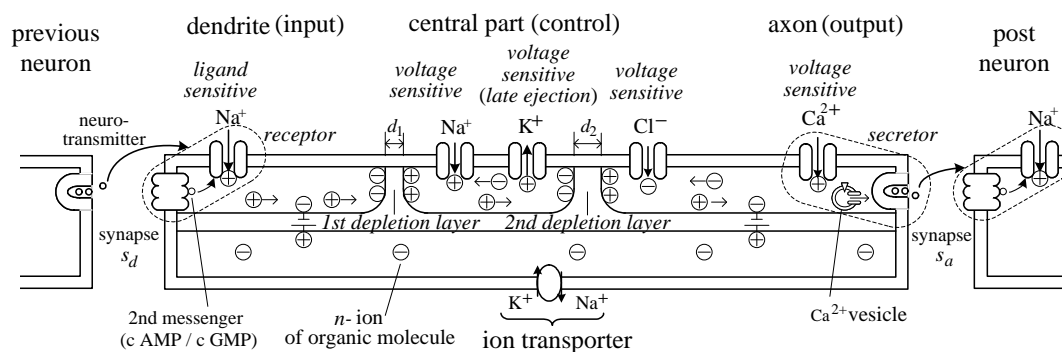 previous
neuron
dendrite (input)
central part (control)
axon (output)
post
neuron
ligand
sensitive
voltage
sensitive
voltage
sensitive
(late ejection)
voltage
sensitive
voltage
sensitive
neuro-
transmitter
Na⁺
receptor
d₁
Na⁺
K⁺
d₂
Cl⁻
Ca²⁺
secretor
Na⁺
1st depletion layer
2nd depletion layer
synapse
s_d
synapse
s_a
2nd messenger
(c AMP / c GMP)
n- ion
of organic molecule
K⁺
Na⁺
ion transporter
Ca²⁺ vesicle